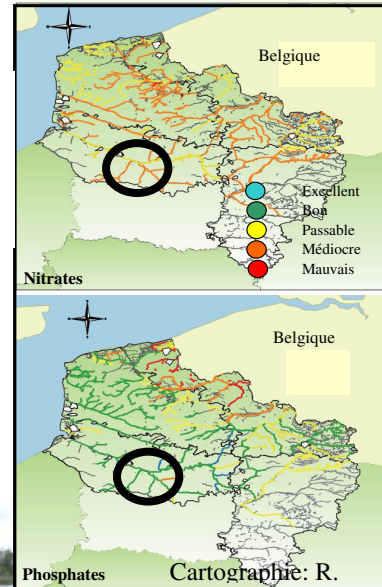 Belgique
Excellent
Bon
Passable
Médiocre
Mauvais
Nitrates
Belgique
Phosphates
Cartographie: R.